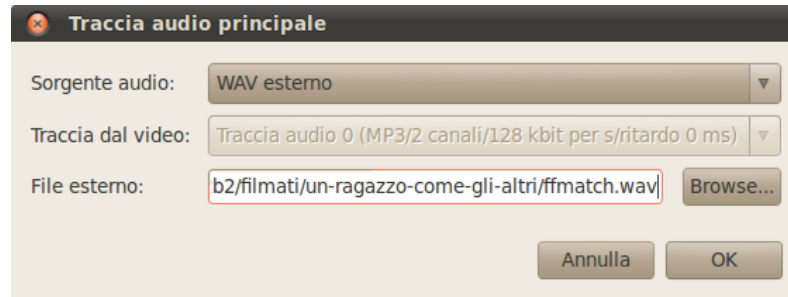 Traccia audio principale
Sorgente audio: WAV esterno
Traccia dal video: Traccia audio 0 (MP3/2 canali/128 kbit per s/ritardo 0 ms)
File esterno: b2/filmati/un-ragazzo-come-gli-altri/ffmatch.wav Browse...
Annulla OK